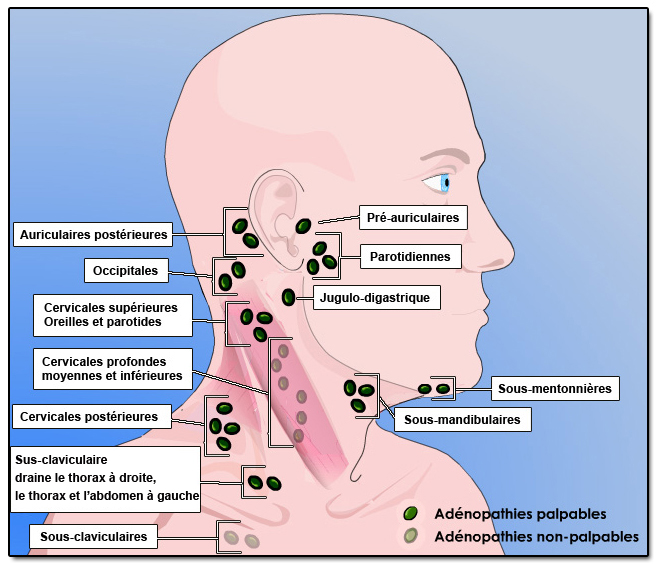 Pré-auriculaires
Auriculaires postérieures
Parotidiennes
Occipitales
Jugulo-digastrique
Cervicales supérieures
Oreilles et parotides
Cervicales profondes
moyennes et inférieures
Sous-mentonnières
Cervicales postérieures
Sous-mandibulaires
Sus-claviculaire
draine le thorax à droite,
le thorax et l'abdomen à gauche
Adénopathies palpables
Sous-claviculaires
Adénopathies non-palpables